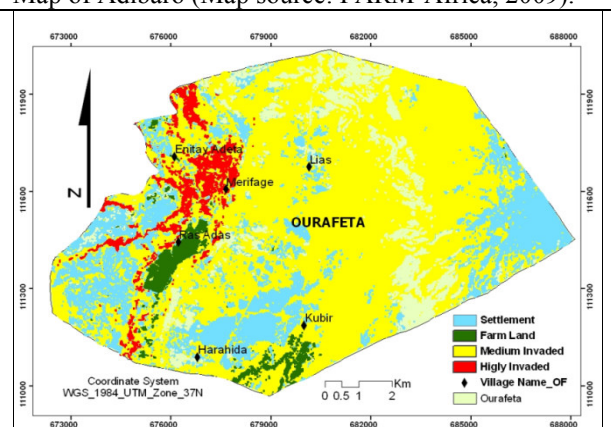 Map of Adibaro (Map source: FARM-Africa, 2009).
673000 676000 679000 682000 685000 688000
111900
Enitay Adeta
Lias
111600
Merifage
N
OURAFETA
Ras Adas
111300
Kubir
Settlement
Farm Land
Harahida
Medium Invaded
Higly Invaded
Coordinate System
WGS_1984_UTM_Zone_37N
Km
0 0.5 1 2
Village Name_OF
Ourafeta
111000
673000 676000 679000 682000 685000 688000